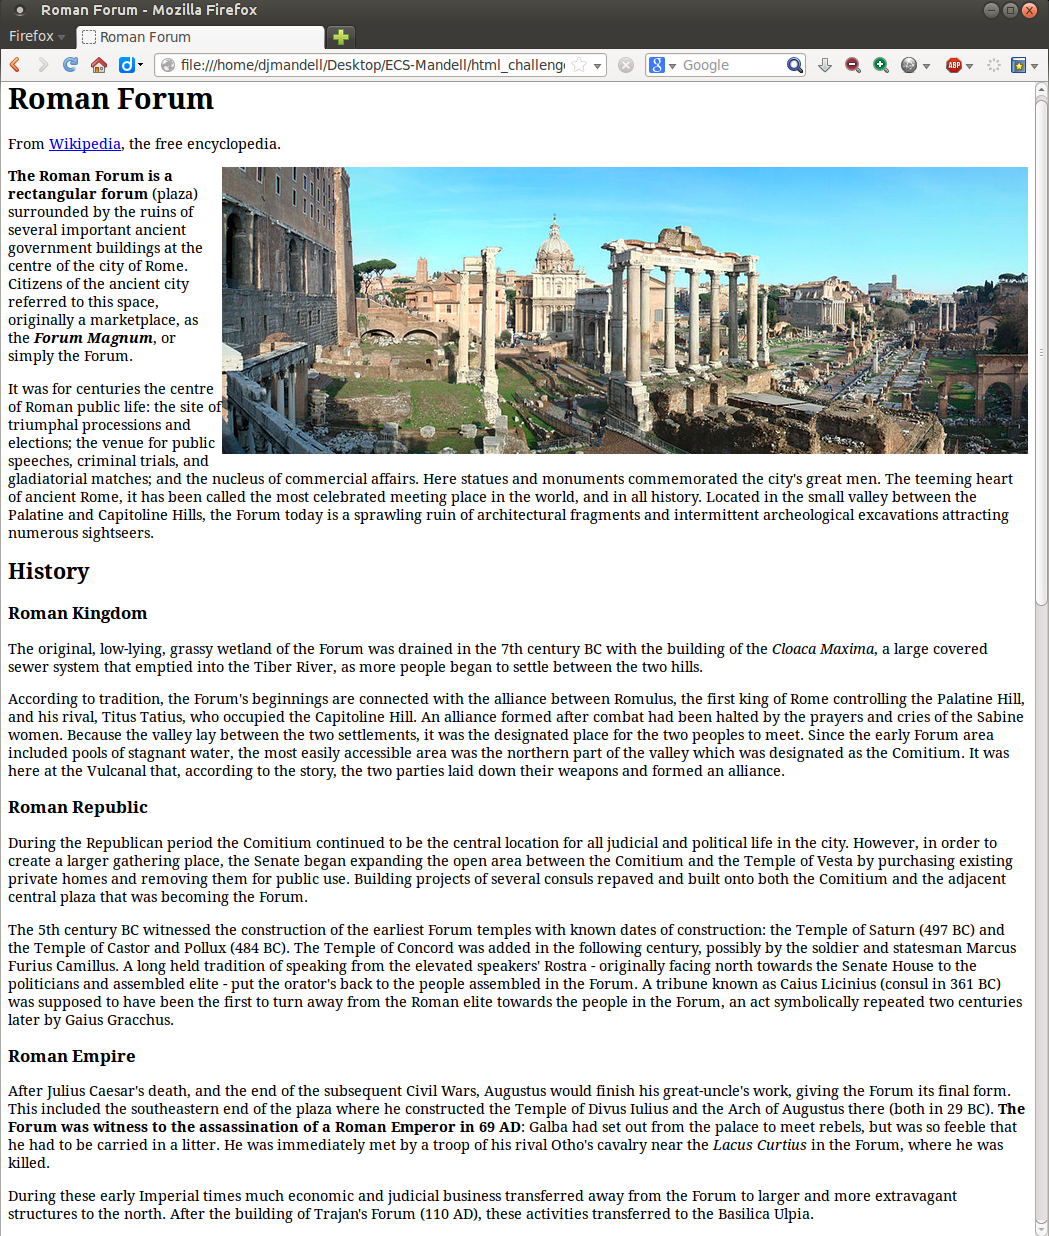 Roman Forum - Mozilla Firefox
Firefox
Roman Forum
file:///home/djmandell/Desktop/ECS-Mandell/html_challeng
Google
ABP
Roman Forum
From Wikipedia, the free encyclopedia.
The Roman Forum is a
rectangular forum (plaza)
surrounded by the ruins of
several important ancient
government buildings at the
centre of the city of Rome.
Citizens of the ancient city
referred to this space,
originally a marketplace, as
the Forum Magnum, or
simply the Forum.
It was for centuries the centre
of Roman public life: the site of
triumphal processions and
elections; the venue for public
speeches, criminal trials, and
gladiatorial matches; and the nucleus of commercial affairs. Here statues and monuments commemorated the city's great men. The teeming heart
of ancient Rome, it has been called the most celebrated meeting place in the world, and in all history. Located in the small valley between the
Palatine and Capitoline Hills, the Forum today is a sprawling ruin of architectural fragments and intermittent archeological excavations attracting
numerous sightseers.
History
Roman Kingdom
The original, low-lying, grassy wetland of the Forum was drained in the 7th century BC with the building of the Cloaca Maxima, a large covered
sewer system that emptied into the Tiber River, as more people began to settle between the two hills.
According to tradition, the Forum's beginnings are connected with the alliance between Romulus, the first king of Rome controlling the Palatine Hill,
and his rival, Titus Tatius, who occupied the Capitoline Hill. An alliance formed after combat had been halted by the prayers and cries of the Sabine
women. Because the valley lay between the two settlements, it was the designated place for the two peoples to meet. Since the early Forum area
included pools of stagnant water, the most easily accessible area was the northern part of the valley which was designated as the Comitium. It was
here at the Vulcanal that, according to the story, the two parties laid down their weapons and formed an alliance.
Roman Republic
During the Republican period the Comitium continued to be the central location for all judicial and political life in the city. However, in order to
create a larger gathering place, the Senate began expanding the open area between the Comitium and the Temple of Vesta by purchasing existing
private homes and removing them for public use. Building projects of several consuls repaved and built onto both the Comitium and the adjacent
central plaza that was becoming the Forum.
The 5th century BC witnessed the construction of the earliest Forum temples with known dates of construction: the Temple of Saturn (497 BC) and
the Temple of Castor and Pollux (484 BC). The Temple of Concord was added in the following century, possibly by the soldier and statesman Marcus
Furius Camillus. A long held tradition of speaking from the elevated speakers' Rostra - originally facing north towards the Senate House to the
politicians and assembled elite - put the orator's back to the people assembled in the Forum. A tribune known as Caius Licinius (consul in 361 BC)
was supposed to have been the first to turn away from the Roman elite towards the people in the Forum, an act symbolically repeated two centuries
later by Gaius Gracchus.
Roman Empire
After Julius Caesar's death, and the end of the subsequent Civil Wars, Augustus would finish his great-uncle's work, giving the Forum its final form.
This included the southeastern end of the plaza where he constructed the Temple of Divus Iulius and the Arch of Augustus there (both in 29 BC). The
Forum was witness to the assassination of a Roman Emperor in 69 AD: Galba had set out from the palace to meet rebels, but was so feeble that
he had to be carried in a litter. He was immediately met by a troop of his rival Otho's cavalry near the Lacus Curtius in the Forum, where he was
killed.
During these early Imperial times much economic and judicial business transferred away from the Forum to larger and more extravagant
structures to the north. After the building of Trajan's Forum (110 AD), these activities transferred to the Basilica Ulpia.